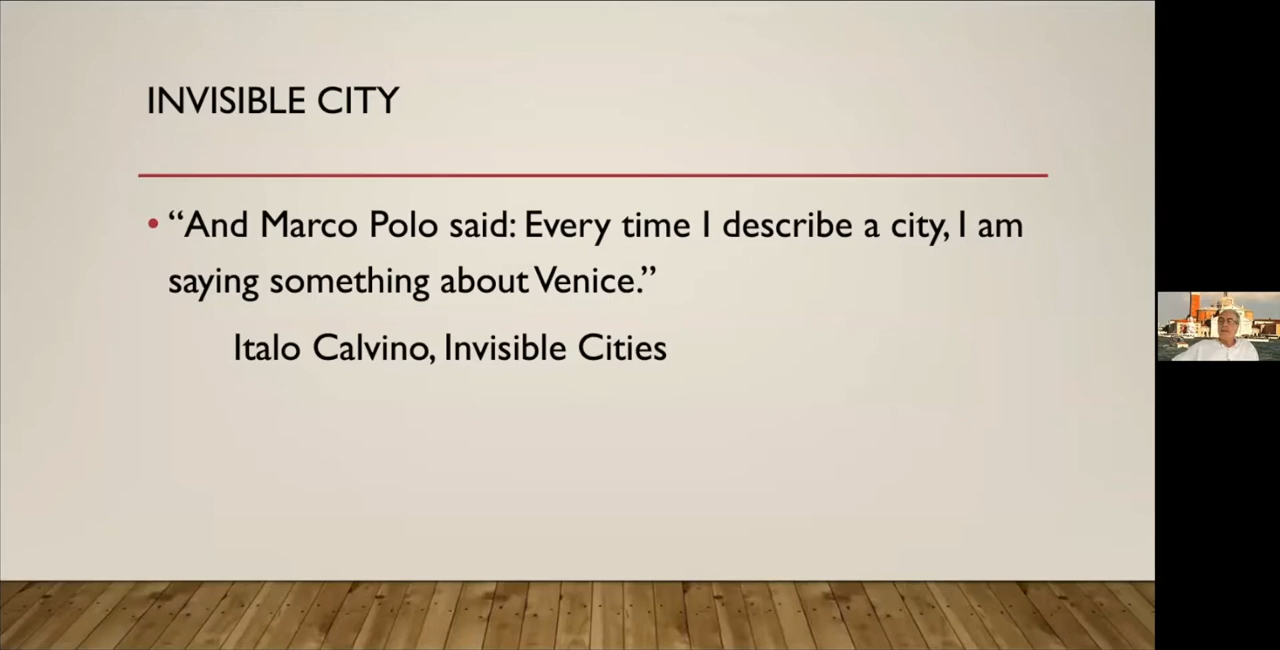 INVISIBLE CITY
• “And Marco Polo said: Every time I describe a city, I am
saying something about Venice.”
Italo Calvino, Invisible Cities